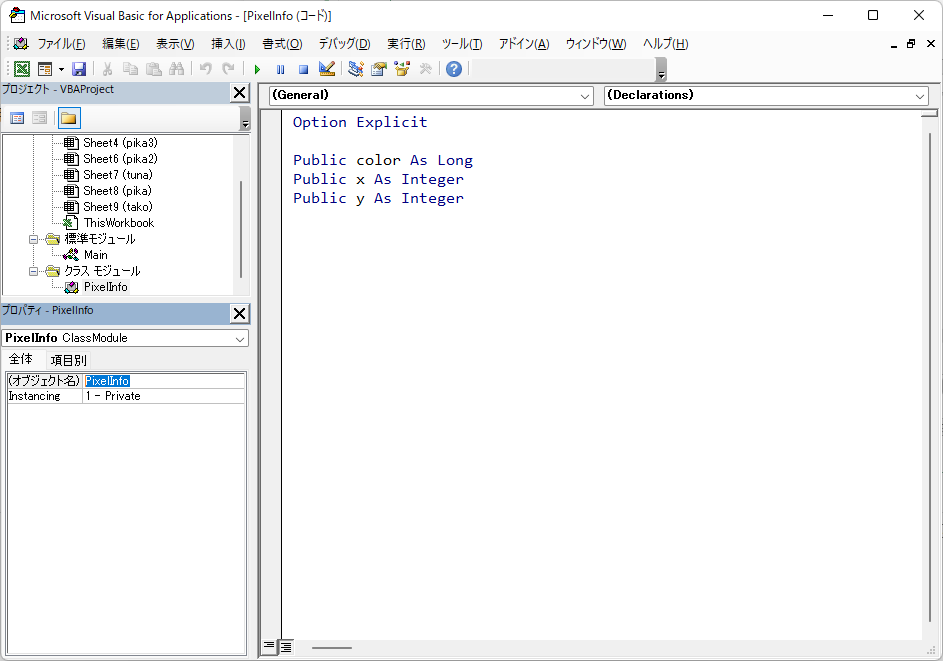 Microsoft Visual Basic for Applications - [PixelInfo (コード)]
ファイル(F) 編集(E) 表示(V) 挿入(I) 書式(O) デバッグ(D) 実行(R) ツール(T) アドイン(A) ウィンドウ(W) ヘルプ(H)
プロジェクト - VBAProject
Sheet4 (pika3)
Sheet6 (pika2)
Sheet7 (tuna)
Sheet8 (pika)
Sheet9 (tako)
ThisWorkbook
標準モジュール
Main
クラス モジュール
PixelInfo
プロパティ - PixelInfo
PixelInfo ClassModule
全体 項目別
(オブジェクト名) PixelInfo
Instancing 1 - Private
(General) (Declarations)
Option Explicit
Public color As Long
Public x As Integer
Public y As Integer